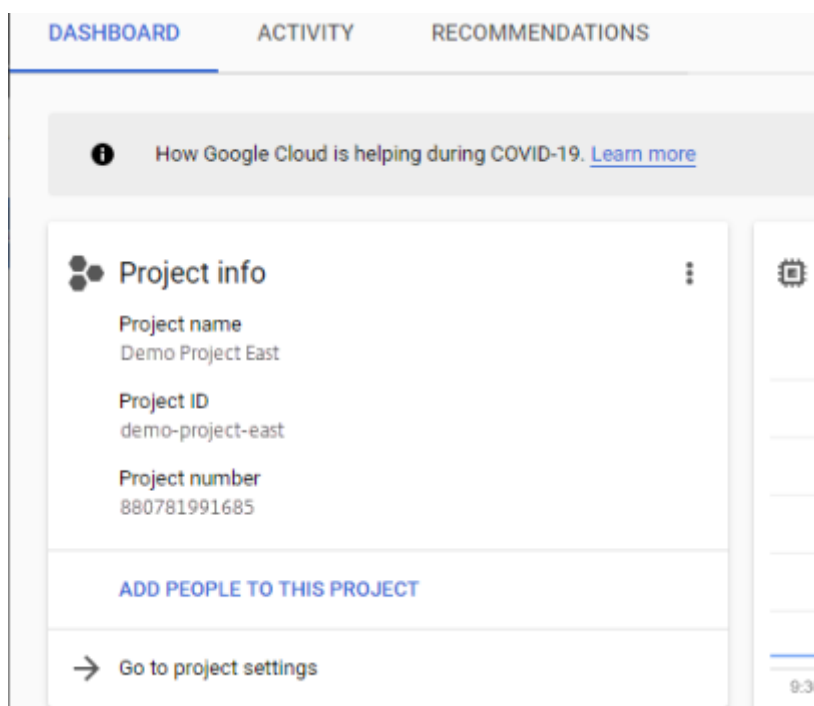 DASHBOARD ACTIVITY RECOMMENDATIONS
How Google Cloud is helping during COVID-19. Learn more
Project info
Project name
Demo Project East
Project ID
demo-project-east
Project number
880781991685
ADD PEOPLE TO THIS PROJECT
Go to project settings